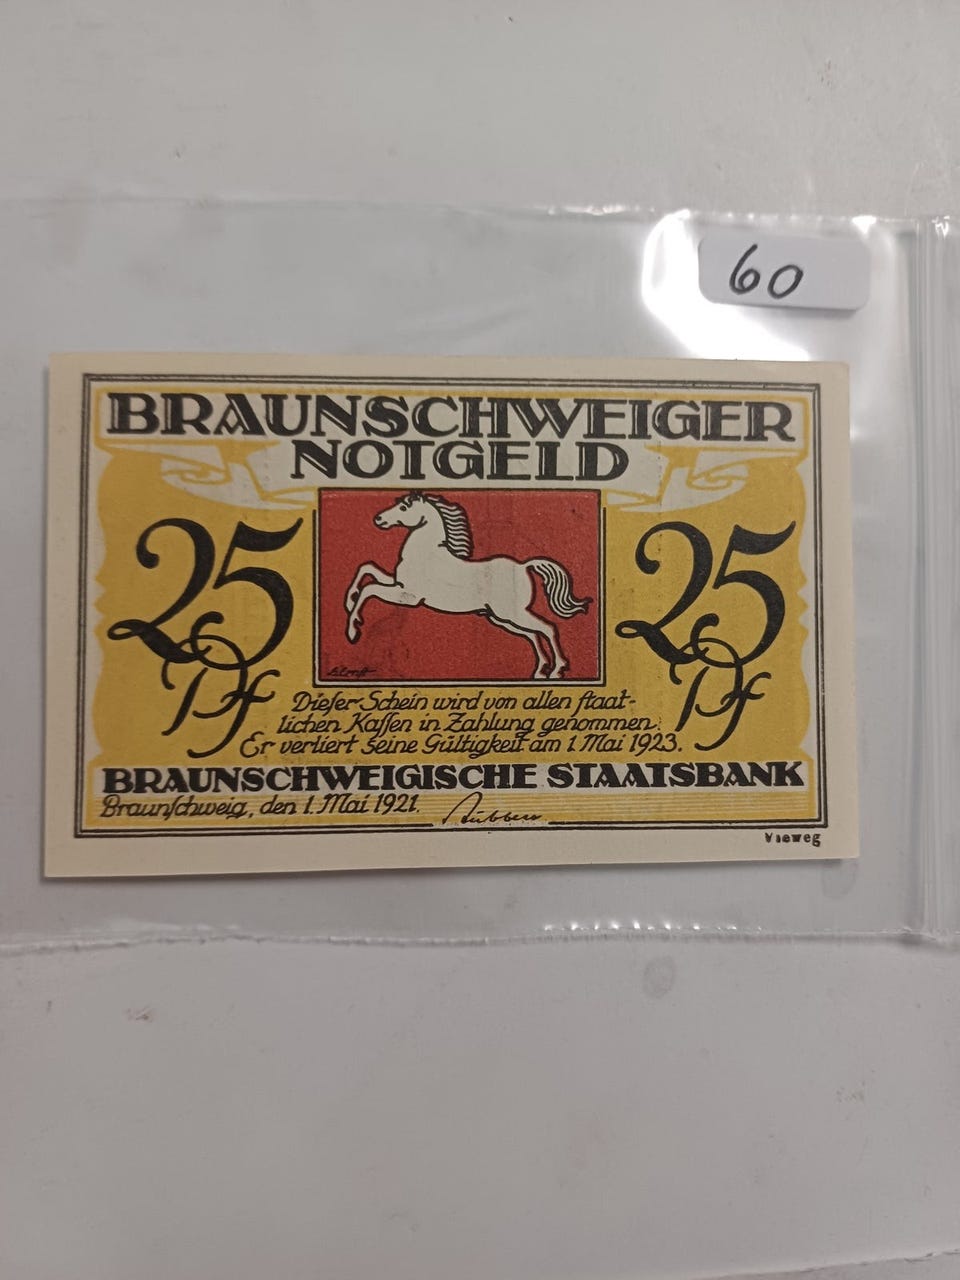 60
BRAUNSCHWEIGER
NOTGELD
25 25
Pf Pf
Dieſer Schein wird von allen ſtaat-
lichen Kaſſen in Zahlung genommen.
Er verliert seine Gültigkeit am 1. Mai 1923.
BRAUNSCHWEIGISCHE STAATSBANK
Braunſchweig, den 1. Mai 1921.
Vieweg